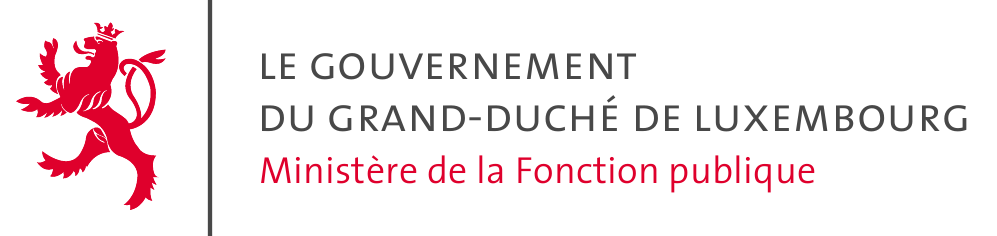 LE GOUVERNEMENT
DU GRAND-DUCHÉ DE LUXEMBOURG
Ministère de la Fonction publique